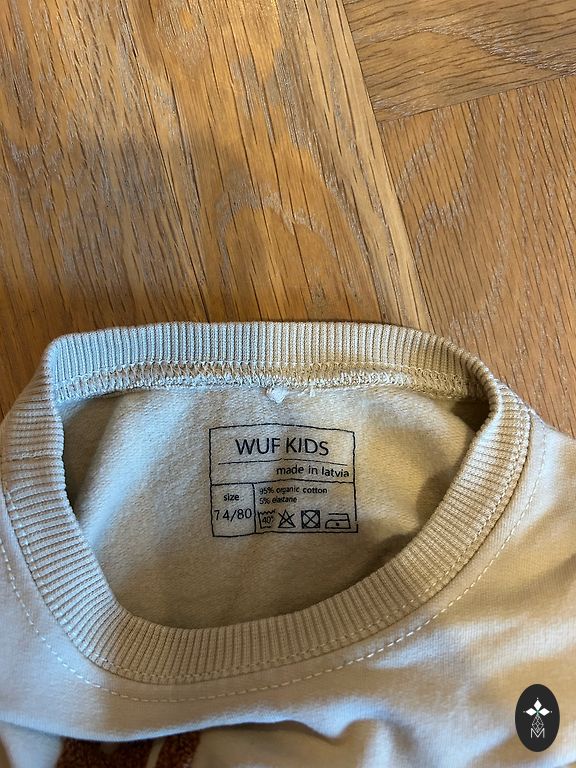 WUF KIDS
made in latvia
size
74/80
95% organic cotton
5% elastane
40°
M